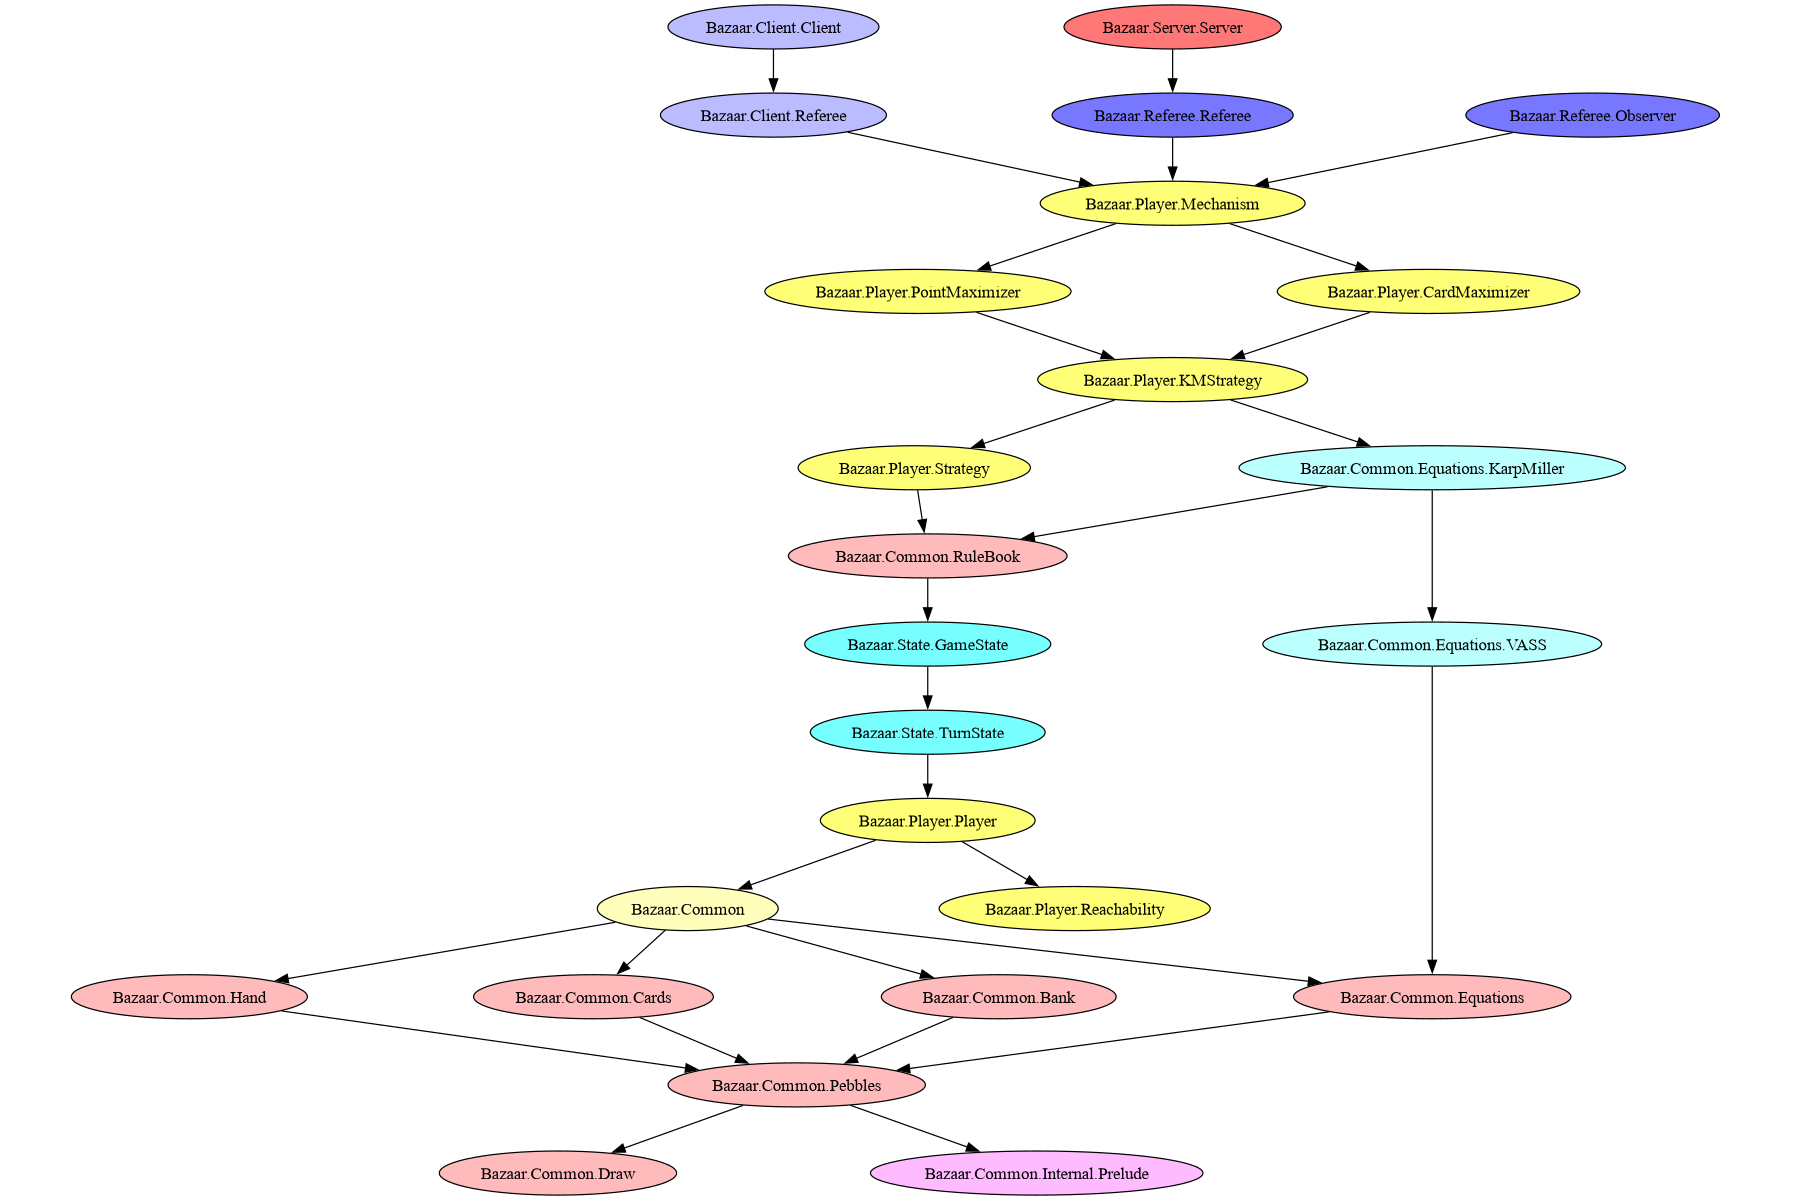 Bazaar.Client.Client
Bazaar.Server.Server
Bazaar.Client.Referee
Bazaar.Referee.Referee
Bazaar.Referee.Observer
Bazaar.Player.Mechanism
Bazaar.Player.PointMaximizer
Bazaar.Player.CardMaximizer
Bazaar.Player.KMStrategy
Bazaar.Player.Strategy
Bazaar.Common.Equations.KarpMiller
Bazaar.Common.RuleBook
Bazaar.State.GameState
Bazaar.Common.Equations.VASS
Bazaar.State.TurnState
Bazaar.Player.Player
Bazaar.Common
Bazaar.Player.Reachability
Bazaar.Common.Hand
Bazaar.Common.Cards
Bazaar.Common.Bank
Bazaar.Common.Equations
Bazaar.Common.Pebbles
Bazaar.Common.Draw
Bazaar.Common.Internal.Prelude